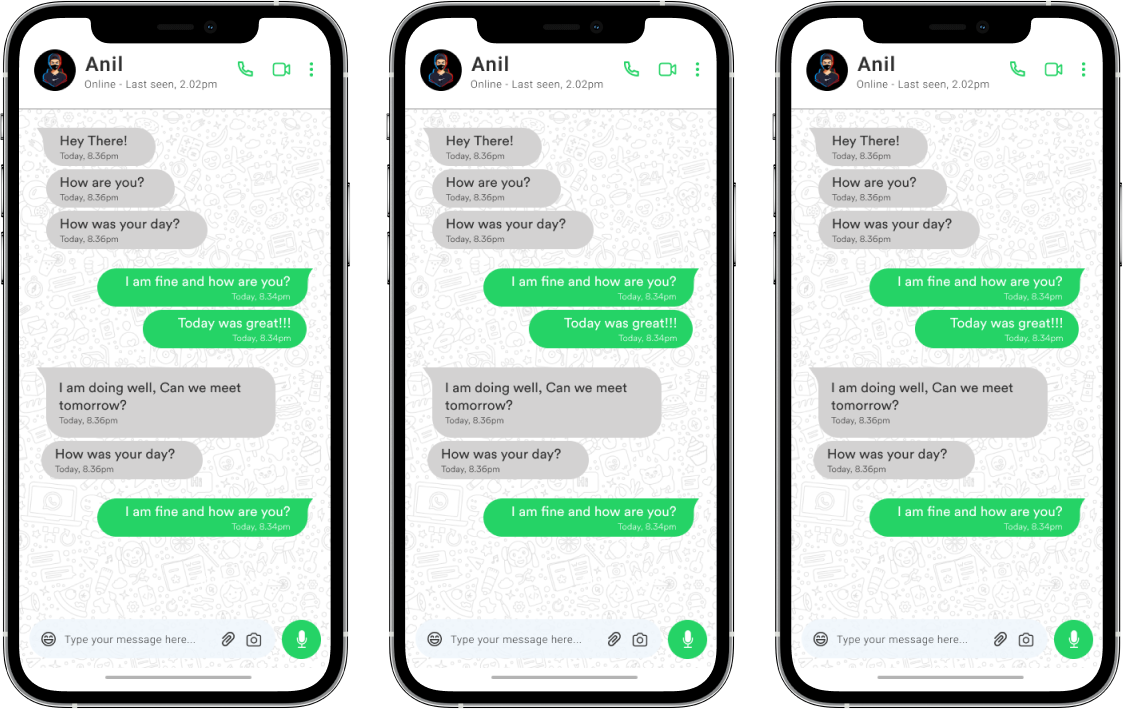 Anil
Online - Last seen, 2.02pm
Hey There!
Today, 8.36pm
How are you?
Today, 8.36pm
How was your day?
Today, 8.36pm
I am fine and how are you?
Today, 8.34pm
Today was great!!!
Today, 8.34pm
I am doing well, Can we meet
tomorrow?
Today, 8.36pm
How was your day?
Today, 8.36pm
I am fine and how are you?
Today, 8.34pm
Type your message here...
Anil
Online - Last seen, 2.02pm
Hey There!
Today, 8.36pm
How are you?
Today, 8.36pm
How was your day?
Today, 8.36pm
I am fine and how are you?
Today, 8.34pm
Today was great!!!
Today, 8.34pm
I am doing well, Can we meet
tomorrow?
Today, 8.36pm
How was your day?
Today, 8.36pm
I am fine and how are you?
Today, 8.34pm
Type your message here...
Anil
Online - Last seen, 2.02pm
Hey There!
Today, 8.36pm
How are you?
Today, 8.36pm
How was your day?
Today, 8.36pm
I am fine and how are you?
Today, 8.34pm
Today was great!!!
Today, 8.34pm
I am doing well, Can we meet
tomorrow?
Today, 8.36pm
How was your day?
Today, 8.36pm
I am fine and how are you?
Today, 8.34pm
Type your message here...